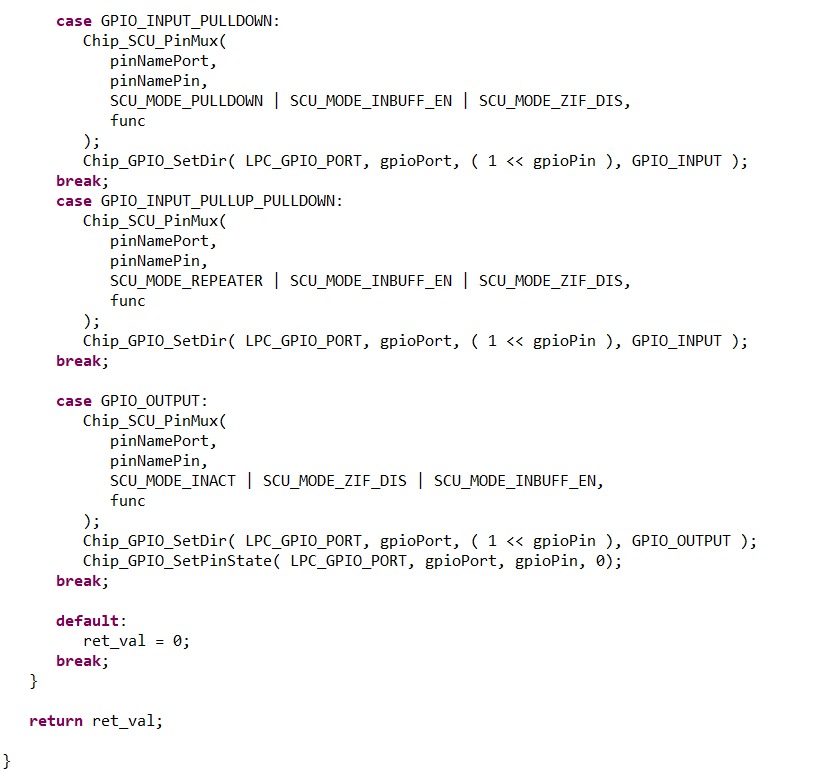 case GPIO_INPUT_PULLDOWN:
Chip_SCU_PinMux(
pinNamePort,
pinNamePin,
SCU_MODE_PULLDOWN | SCU_MODE_INBUFF_EN | SCU_MODE_ZIF_DIS,
func
);
Chip_GPIO_SetDir( LPC_GPIO_PORT, gpioPort, ( 1 << gpioPin ), GPIO_INPUT );
break;
case GPIO_INPUT_PULLUP_PULLDOWN:
Chip_SCU_PinMux(
pinNamePort,
pinNamePin,
SCU_MODE_REPEATER | SCU_MODE_INBUFF_EN | SCU_MODE_ZIF_DIS,
func
);
Chip_GPIO_SetDir( LPC_GPIO_PORT, gpioPort, ( 1 << gpioPin ), GPIO_INPUT );
break;
case GPIO_OUTPUT:
Chip_SCU_PinMux(
pinNamePort,
pinNamePin,
SCU_MODE_INACT | SCU_MODE_ZIF_DIS | SCU_MODE_INBUFF_EN,
func
);
Chip_GPIO_SetDir( LPC_GPIO_PORT, gpioPort, ( 1 << gpioPin ), GPIO_OUTPUT );
Chip_GPIO_SetPinState( LPC_GPIO_PORT, gpioPort, gpioPin, 0);
break;
default:
ret_val = 0;
break;
}
return ret_val;
}